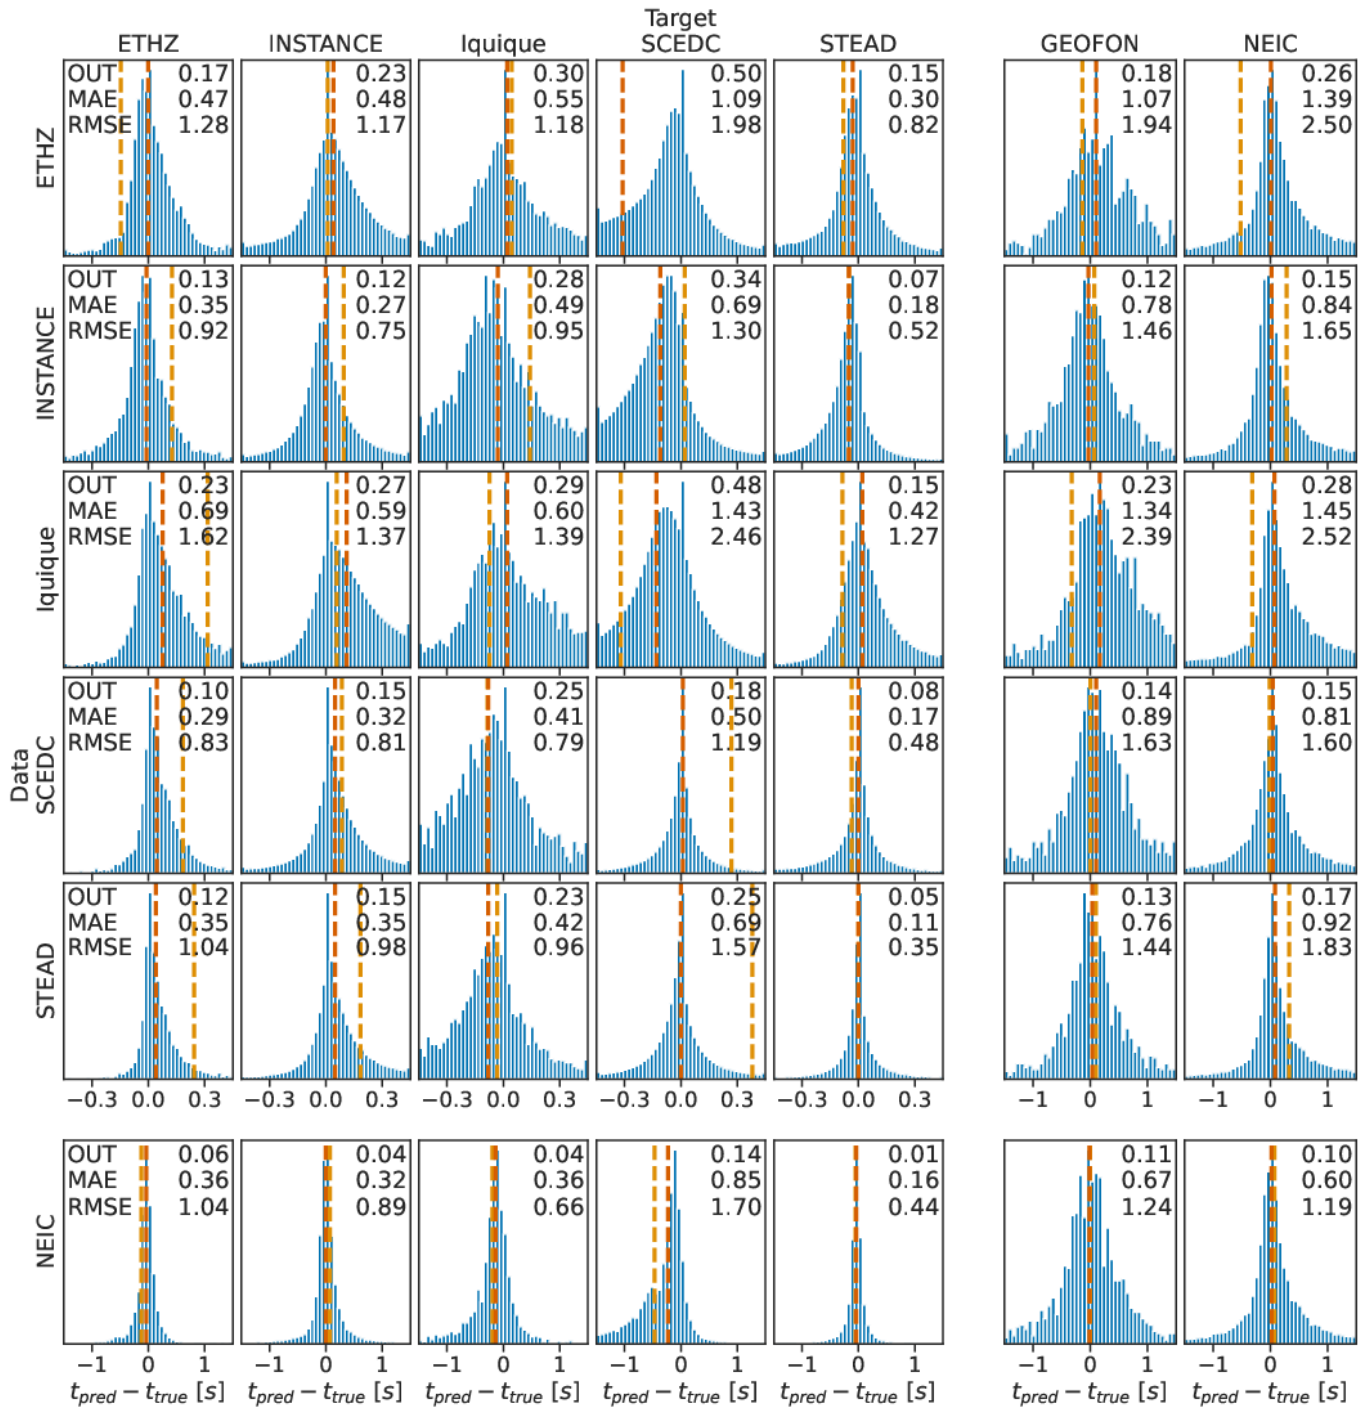 Target
ETHZ INSTANCE Iquique SCEDC STEAD GEOFON NEIC
ETHZ
OUT 0.17 0.23 0.30 0.50 0.15 0.18 0.26
MAE 0.47 0.48 0.55 1.09 0.30 1.07 1.39
RMSE 1.28 1.17 1.18 1.98 0.82 1.94 2.50
INSTANCE
OUT 0.13 0.12 0.28 0.34 0.07 0.12 0.15
MAE 0.35 0.27 0.49 0.69 0.18 0.78 0.84
RMSE 0.92 0.75 0.95 1.30 0.52 1.46 1.65
Iquique
OUT 0.23 0.27 0.29 0.48 0.15 0.23 0.28
MAE 0.69 0.59 0.60 1.43 0.42 1.34 1.45
RMSE 1.62 1.37 1.39 2.46 1.27 2.39 2.52
Data
SCEDC
OUT 0.10 0.15 0.25 0.18 0.08 0.14 0.15
MAE 0.29 0.32 0.41 0.50 0.17 0.89 0.81
RMSE 0.83 0.81 0.79 1.19 0.48 1.63 1.60
STEAD
OUT 0.12 0.15 0.23 0.25 0.05 0.13 0.17
MAE 0.35 0.35 0.42 0.69 0.11 0.76 0.92
RMSE 1.04 0.98 0.96 1.57 0.35 1.44 1.83
−0.3 0.0 0.3 −0.3 0.0 0.3 −0.3 0.0 0.3 −0.3 0.0 0.3 −0.3 0.0 0.3 −1 0 1 −1 0 1
NEIC
OUT 0.06 0.04 0.04 0.14 0.01 0.11 0.10
MAE 0.36 0.32 0.36 0.85 0.16 0.67 0.60
RMSE 1.04 0.89 0.66 1.70 0.44 1.24 1.19
−1 0 1 −1 0 1 −1 0 1 −1 0 1 −1 0 1 −1 0 1 −1 0 1
t_pred − t_true [s] t_pred − t_true [s] t_pred − t_true [s] t_pred − t_true [s] t_pred − t_true [s] t_pred − t_true [s] t_pred − t_true [s]